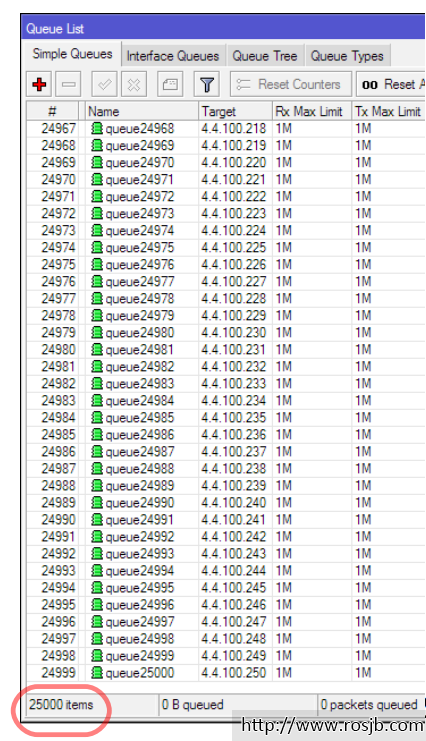 Queue List
Simple Queues Interface Queues Queue Tree Queue Types
Reset Counters 00 Reset A
# Name Target Rx Max Limit Tx Max Limit
24967 queue24968 4.4.100.218 1M 1M
24968 queue24969 4.4.100.219 1M 1M
24969 queue24970 4.4.100.220 1M 1M
24970 queue24971 4.4.100.221 1M 1M
24971 queue24972 4.4.100.222 1M 1M
24972 queue24973 4.4.100.223 1M 1M
24973 queue24974 4.4.100.224 1M 1M
24974 queue24975 4.4.100.225 1M 1M
24975 queue24976 4.4.100.226 1M 1M
24976 queue24977 4.4.100.227 1M 1M
24977 queue24978 4.4.100.228 1M 1M
24978 queue24979 4.4.100.229 1M 1M
24979 queue24980 4.4.100.230 1M 1M
24980 queue24981 4.4.100.231 1M 1M
24981 queue24982 4.4.100.232 1M 1M
24982 queue24983 4.4.100.233 1M 1M
24983 queue24984 4.4.100.234 1M 1M
24984 queue24985 4.4.100.235 1M 1M
24985 queue24986 4.4.100.236 1M 1M
24986 queue24987 4.4.100.237 1M 1M
24987 queue24988 4.4.100.238 1M 1M
24988 queue24989 4.4.100.239 1M 1M
24989 queue24990 4.4.100.240 1M 1M
24990 queue24991 4.4.100.241 1M 1M
24991 queue24992 4.4.100.242 1M 1M
24992 queue24993 4.4.100.243 1M 1M
24993 queue24994 4.4.100.244 1M 1M
24994 queue24995 4.4.100.245 1M 1M
24995 queue24996 4.4.100.246 1M 1M
24996 queue24997 4.4.100.247 1M 1M
24997 queue24998 4.4.100.248 1M 1M
24998 queue24999 4.4.100.249 1M 1M
24999 queue25000 4.4.100.250 1M 1M
25000 items 0 B queued 0 packets queued
http://www.rosjb.com